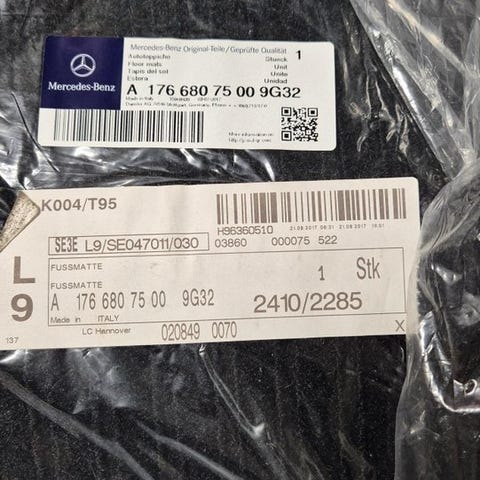 Mercedes-Benz
Mercedes-Benz Original-Teile/Geprüfte Qualität 1
Autoteppiche Stueck
Floor mats Unit
Tapis del sol Unite
Estera Unidad
A 176 680 75 00 9G32
Made in Italy
K004/T95
SE3E L9/SE047011/030
H96360510
21.08.2017
03860 000075 522
L
9
137
FUSSMATTE
FUSSMATTE
1 Stk
A 176 680 75 00 9G32
2410/2285
Made in ITALY
LC Hannover 020849 0070 X